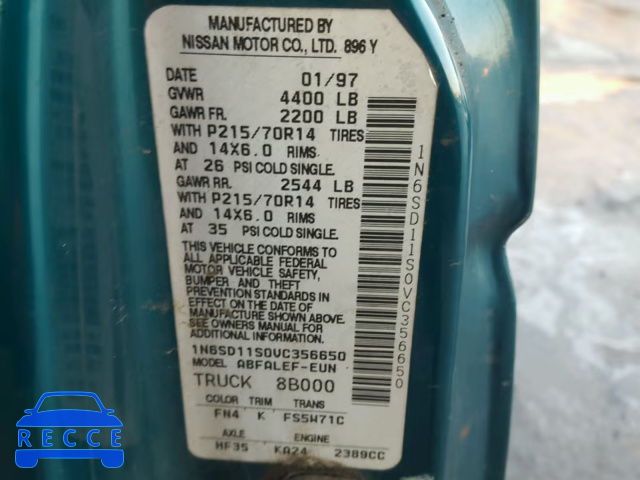 MANUFACTURED BY
NISSAN MOTOR CO., LTD. 896Y
DATE 01/97
GVWR 4400 LB
GAWR FR. 2200 LB
WITH P215/70R14 TIRES
AND 14X6.0 RIMS
AT 26 PSI COLD SINGLE.
GAWR RR. 2544 LB
WITH P215/70R14 TIRES
AND 14X6.0 RIMS
AT 35 PSI COLD SINGLE.
THIS VEHICLE CONFORMS TO
ALL APPLICABLE FEDERAL
MOTOR VEHICLE SAFETY,
BUMPER AND THEFT
PREVENTION STANDARDS IN
EFFECT ON THE DATE OF
MANUFACTURE SHOWN ABOVE.
SEE OWNERS MANUAL FOR
ADDITIONAL INFORMATION.
1N6SD11S0VC356650
MODEL ABFALEF-EUN
TRUCK 8B000
COLOR TRIM TRANS
FN4 K FS5W71C
AXLE ENGINE
HF35 KA24 2389CC
1N6SD11S0VC356650
RECCE